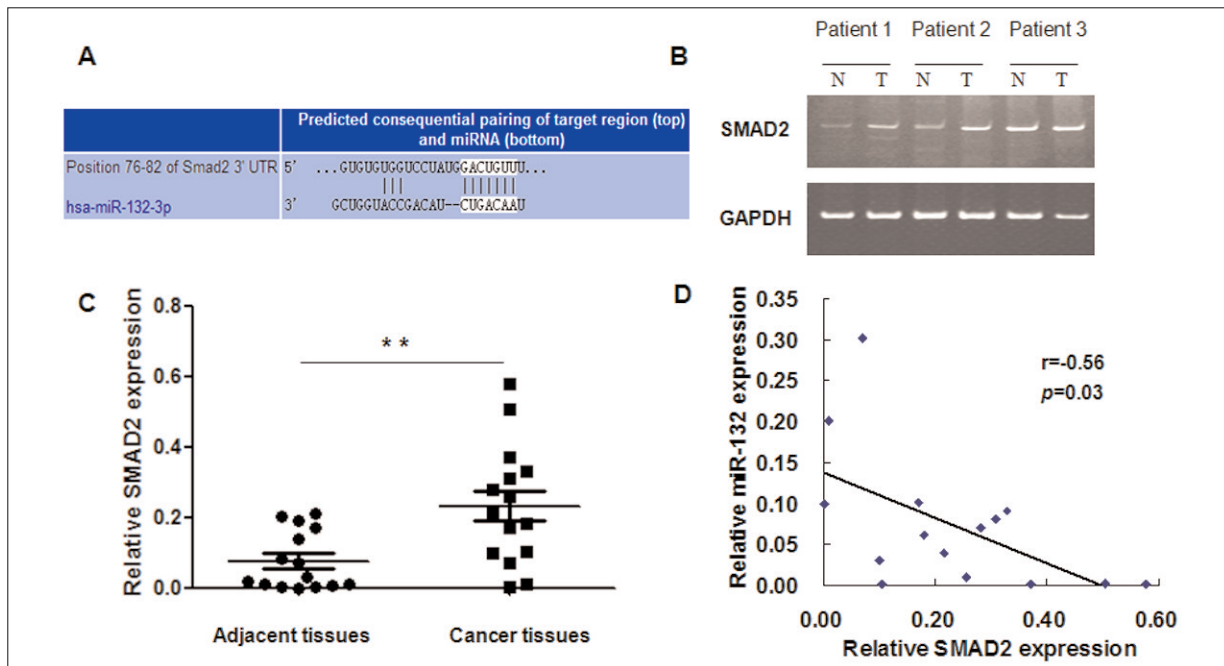 A
Predicted consequential pairing of target region (top)
and miRNA (bottom)
Position 76-82 of Smad2 3' UTR 5' ...GUGUGUGGUCCUAUGGACUGUUU...
hsa-miR-132-3p 3' GCUGGUACCGACAU--CUGACAAU
B
Patient 1 Patient 2 Patient 3
N T N T N T
SMAD2
GAPDH
C
Relative SMAD2 expression
0.8
0.6
0.4
0.2
0.0
**
Adjacent tissues Cancer tissues
D
Relative miR-132 expression
0.35
0.30
0.25
0.20
0.15
0.10
0.05
0.00
r=-0.56
p=0.03
0.00 0.20 0.40 0.60
Relative SMAD2 expression